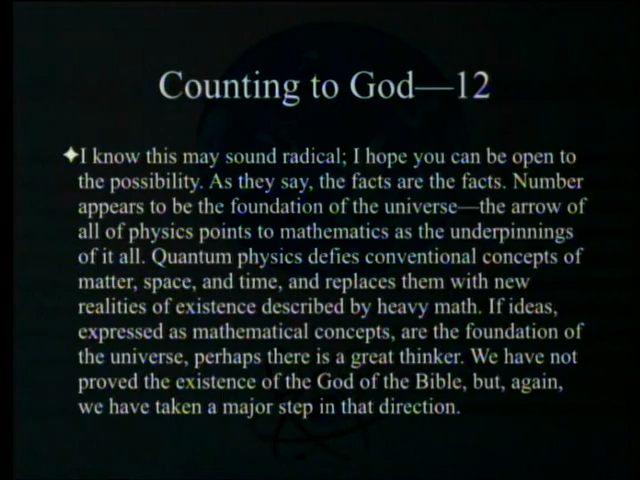 Counting to God—12
✦I know this may sound radical; I hope you can be open to
the possibility. As they say, the facts are the facts. Number
appears to be the foundation of the universe—the arrow of
all of physics points to mathematics as the underpinnings
of it all. Quantum physics defies conventional concepts of
matter, space, and time, and replaces them with new
realities of existence described by heavy math. If ideas,
expressed as mathematical concepts, are the foundation of
the universe, perhaps there is a great thinker. We have not
proved the existence of the God of the Bible, but, again,
we have taken a major step in that direction.